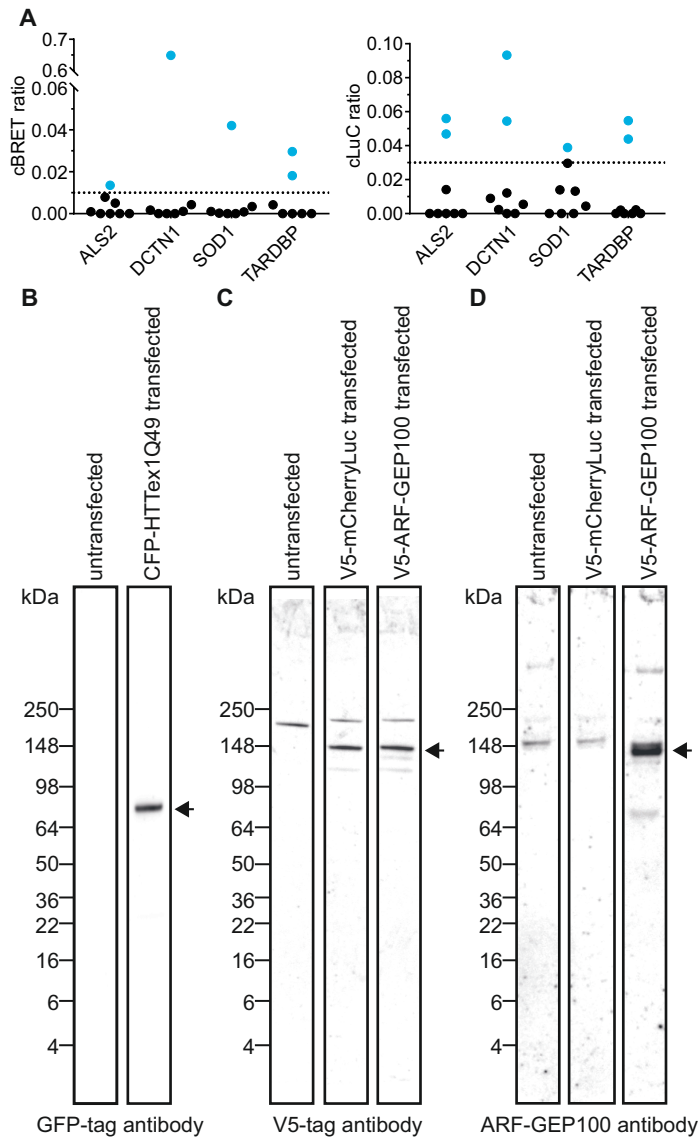 A
cBRET ratio
0.7
0.6
0.06
0.04
0.02
0.00
ALS2
DCTN1
SOD1
TARDBP
cLuC ratio
0.10
0.08
0.06
0.04
0.02
0.00
ALS2
DCTN1
SOD1
TARDBP
B
untransfected
CFP-HTTex1Q49 transfected
kDa
250
148
98
64
50
36
22
16
6
4
GFP-tag antibody
C
untransfected
V5-mCherryLuc transfected
V5-ARF-GEP100 transfected
kDa
250
148
98
64
50
36
22
16
6
4
V5-tag antibody
D
untransfected
V5-mCherryLuc transfected
V5-ARF-GEP100 transfected
kDa
250
148
98
64
50
36
22
16
6
4
ARF-GEP100 antibody